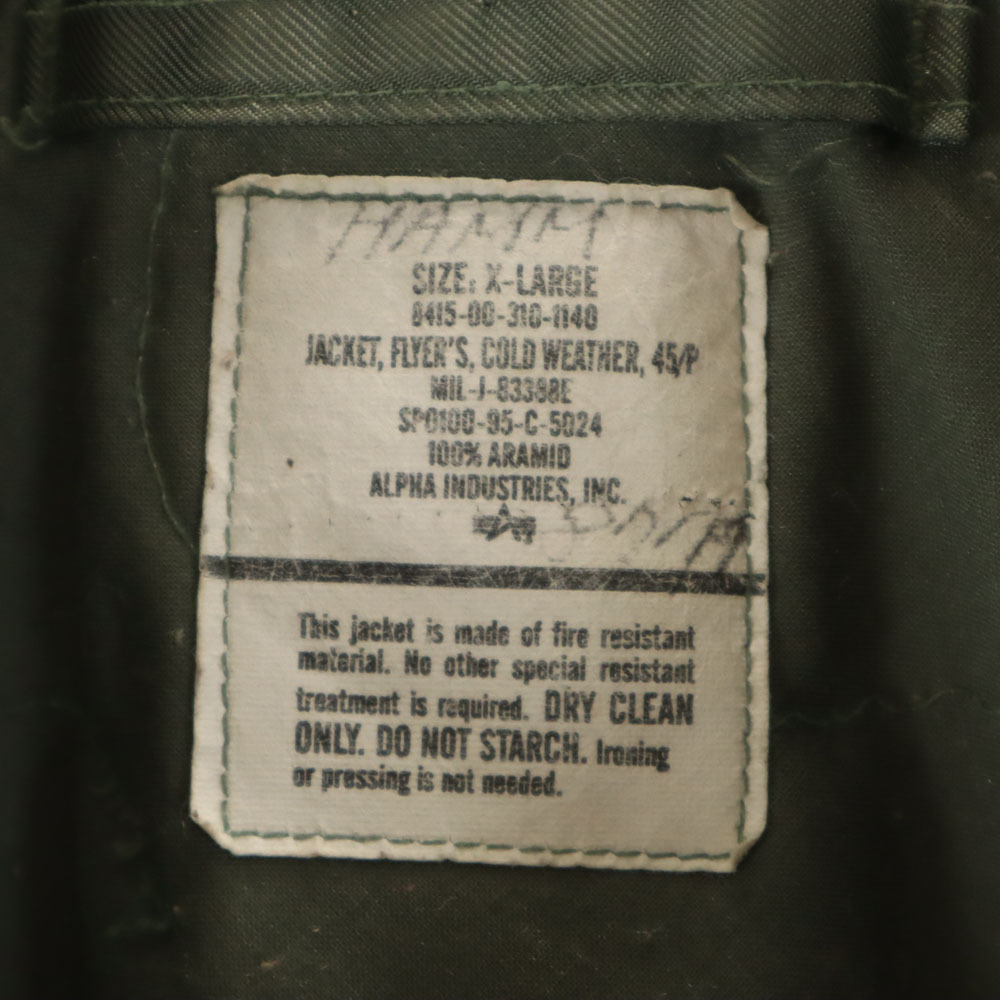 HAMM
SIZE: X-LARGE
8415-00-310-1140
JACKET, FLYER'S, COLD WEATHER, 45/P
MIL-J-83388E
SPO100-95-C-5024
100% ARAMID
ALPHA INDUSTRIES, INC.
This jacket is made of fire resistant
material. No other special resistant
treatment is required. DRY CLEAN
ONLY. DO NOT STARCH. Ironing
or pressing is not needed.